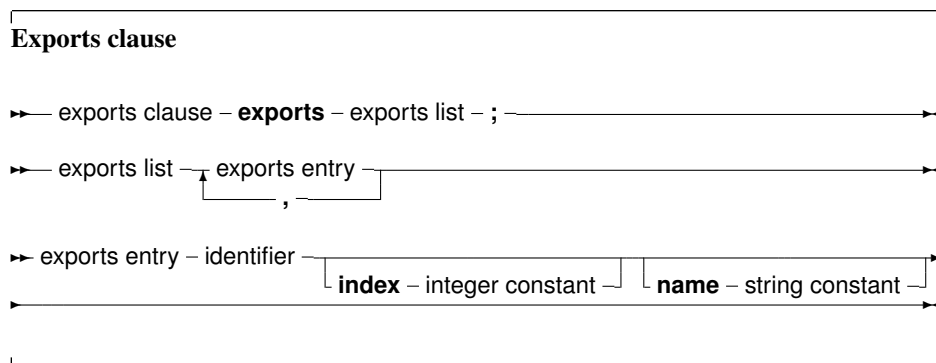 Exports clause
exports clause – exports – exports list – ; –
exports list – exports entry –
,
exports entry – identifier –
index – integer constant – name – string constant –